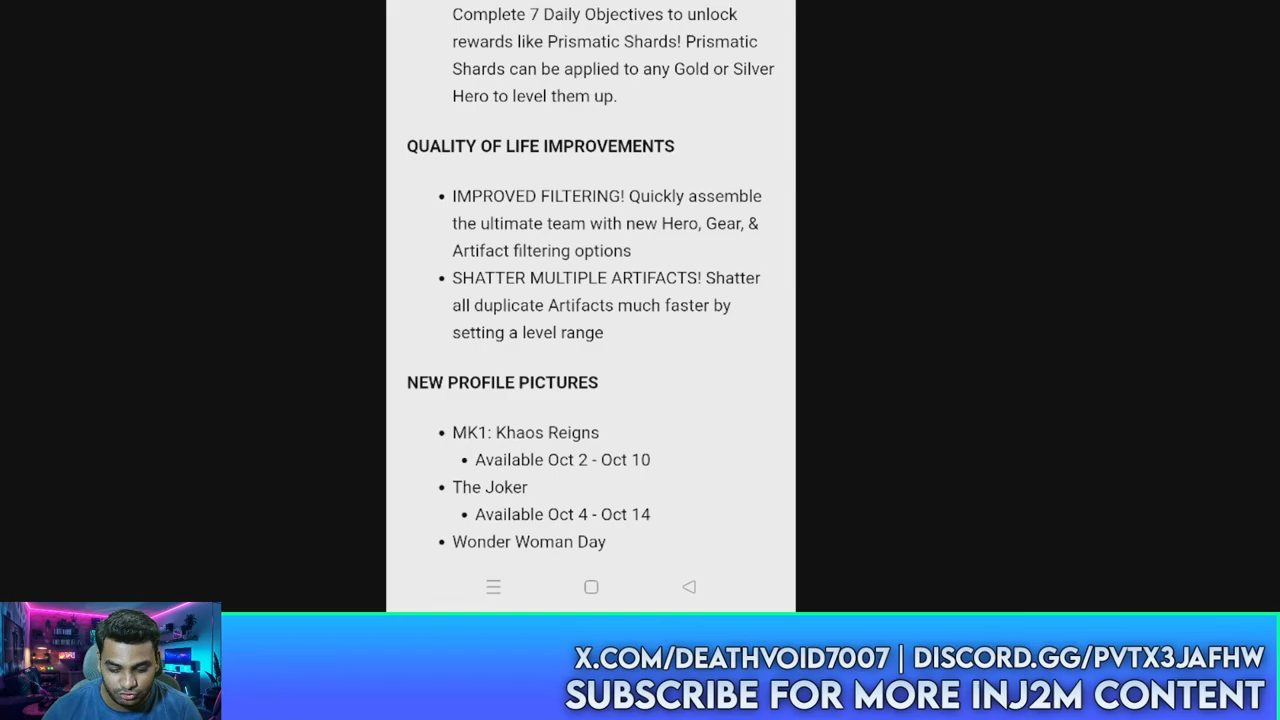 Complete 7 Daily Objectives to unlock
rewards like Prismatic Shards! Prismatic
Shards can be applied to any Gold or Silver
Hero to level them up.
QUALITY OF LIFE IMPROVEMENTS
• IMPROVED FILTERING! Quickly assemble
the ultimate team with new Hero, Gear, &
Artifact filtering options
• SHATTER MULTIPLE ARTIFACTS! Shatter
all duplicate Artifacts much faster by
setting a level range
NEW PROFILE PICTURES
• MK1: Khaos Reigns
• Available Oct 2 - Oct 10
• The Joker
• Available Oct 4 - Oct 14
• Wonder Woman Day
X.COM/DEATHVOID7007 | DISCORD.GG/PVTX3JAFHW
SUBSCRIBE FOR MORE INJ2M CONTENT